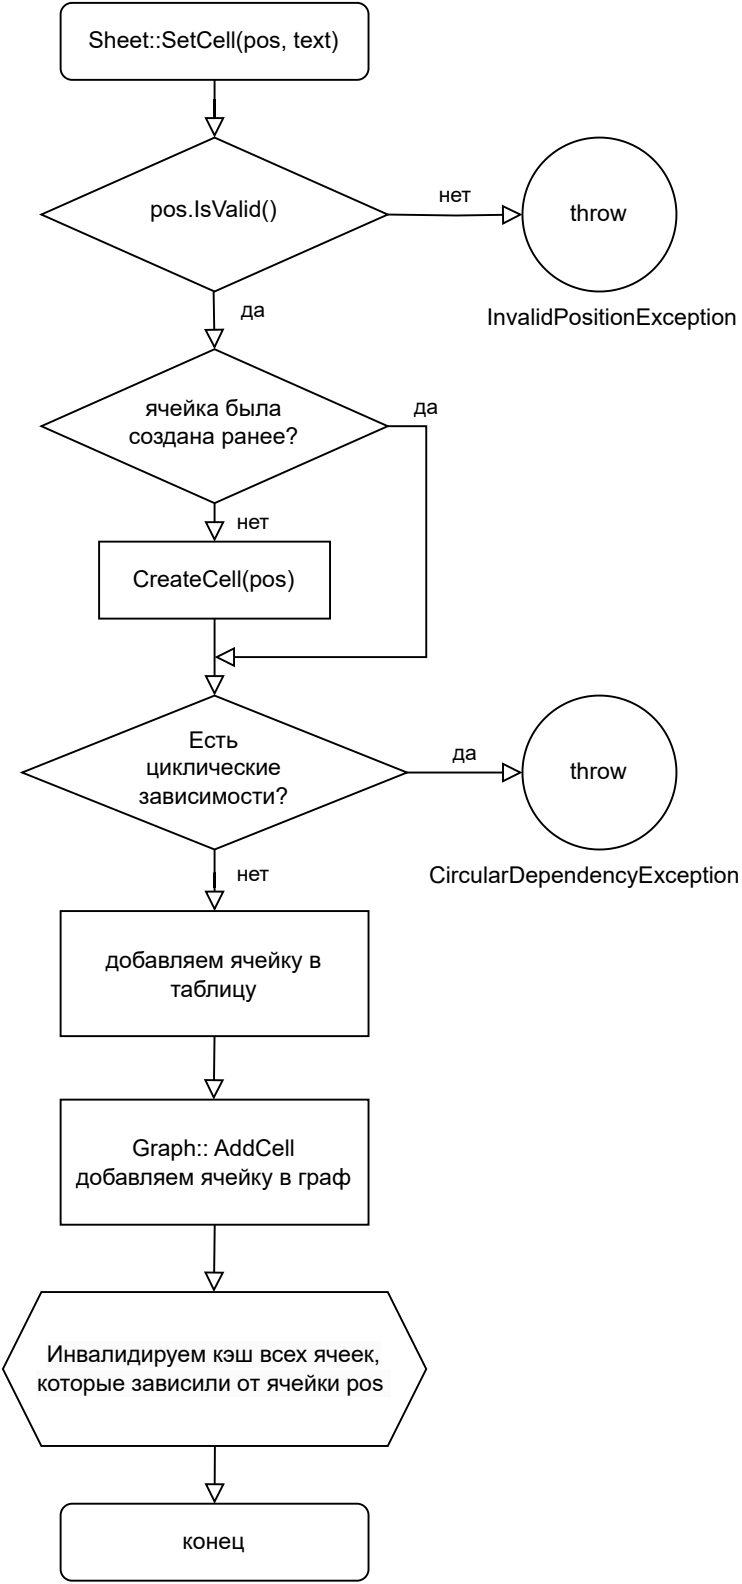 Sheet::SetCell(pos, text)
pos.IsValid()
нет
throw
InvalidPositionException
да
ячейка была
создана ранее?
да
нет
CreateCell(pos)
Есть
циклические
зависимости?
да
throw
CircularDependencyException
нет
добавляем ячейку в
таблицу
Graph:: AddCell
добавляем ячейку в граф
Инвалидируем кэш всех ячеек,
которые зависили от ячейки pos
конец